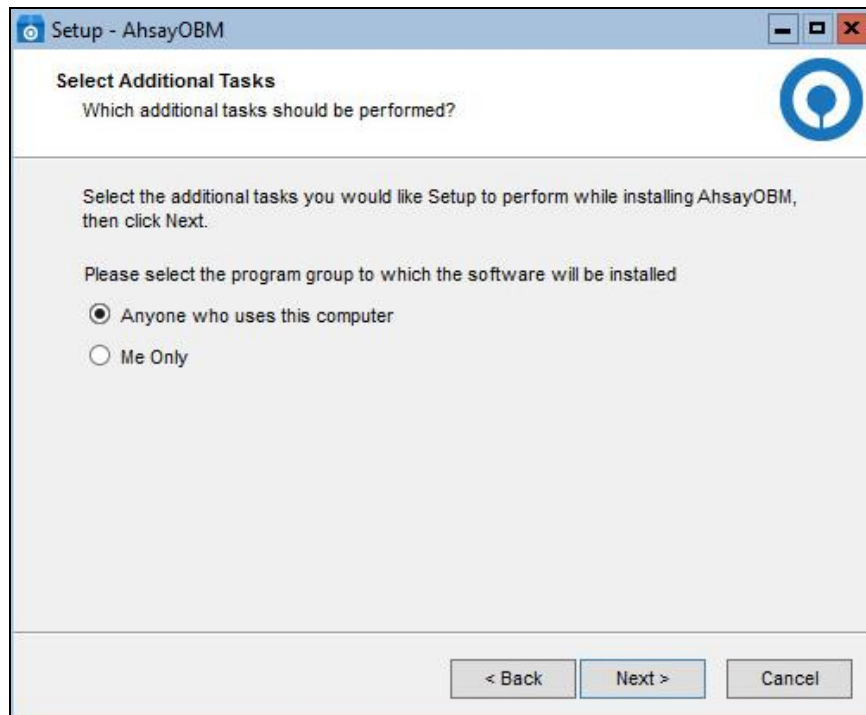 Setup - AhsayOBM
Select Additional Tasks
Which additional tasks should be performed?
Select the additional tasks you would like Setup to perform while installing AhsayOBM,
then click Next.
Please select the program group to which the software will be installed
Anyone who uses this computer
Me Only
< Back
Next >
Cancel